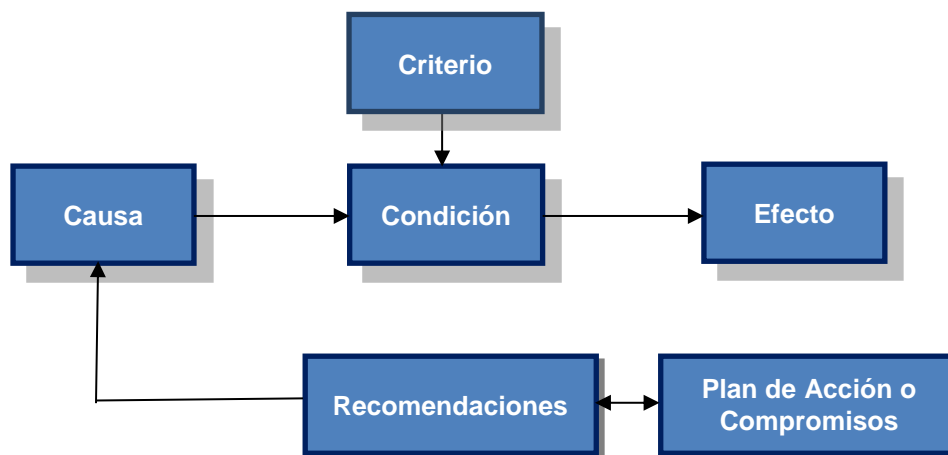 Criterio
Causa
Condición
Efecto
Recomendaciones
Plan de Acción o
Compromisos